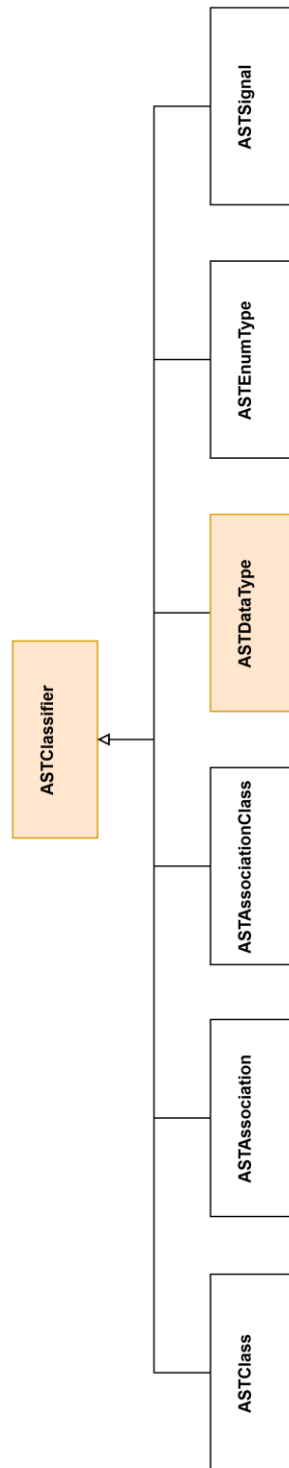 ASTClassifier
ASTClass
ASTAssociation
ASTAssociationClass
ASTDataType
ASTEnumType
ASTSignal